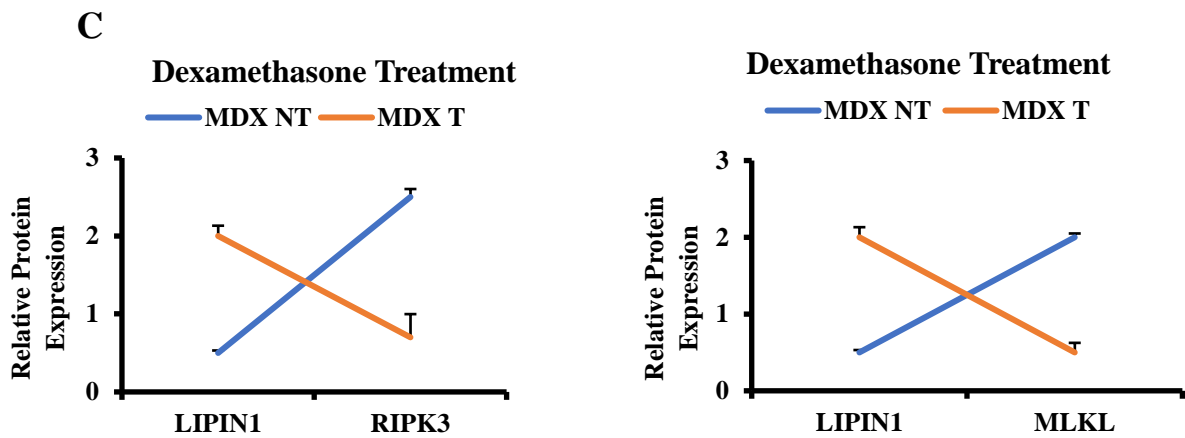 C
Dexamethasone Treatment
MDX NT MDX T
Relative Protein
Expression
3
2
1
0
LIPIN1 RIPK3
Dexamethasone Treatment
MDX NT MDX T
Relative Protein
Expression
3
2
1
0
LIPIN1 MLKL